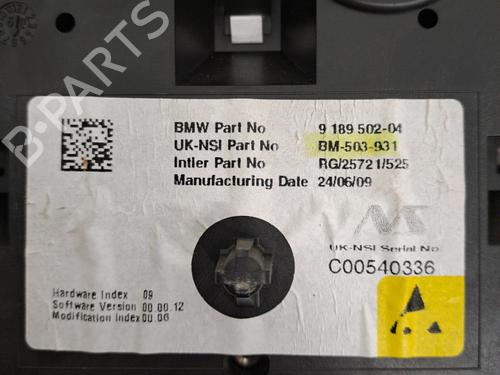 BMW Part No 9 189 502-04
UK-NSI Part No BM-503-931
Intier Part No RG/25721/525
Manufacturing Date 24/06/09
NS
UK-NSI Serial No.
C00540336
Hardware Index 09
Software Version 00.00.12
Modification Index 00.06